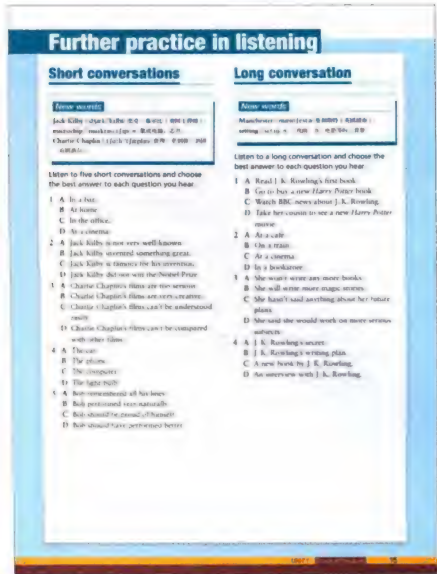 Further practice in listening
Short conversations
New words
Jack Kilby
microchip
Charlie Chaplin
Listen to five short conversations and choose
the best answer to each question you hear.
1 A In a bar.
B At home.
C In the office.
D At a cinema.
2 A Jack Kilby is not very well-known.
B Jack Kilby invented something great.
C Jack Kilby is famous for his invention.
D Jack Kilby did not win the Nobel Prize.
3 A Charlie Chaplin's films are too serious.
B Charlie Chaplin's films are very creative.
C Charlie Chaplin's films can't be understood
easily.
D Charlie Chaplin's films can't be compared
with other films.
4 A The car.
B The phone.
C The computer.
D The light bulb.
5 A Bob remembered all his lines.
B Bob performed very naturally.
C Bob should be proud of himself.
D Bob should have performed better.
Long conversation
New words
Manchester
setting
Listen to a long conversation and choose the
best answer to each question you hear.
1 A Read J. K. Rowling's first book.
B Go to buy a new Harry Potter book.
C Watch BBC news about J. K. Rowling.
D Take her cousin to see a new Harry Potter
movie.
2 A At a cafe.
B On a train.
C At a cinema.
D In a bookstore.
3 A She won't write any more books.
B She will write more magic stories.
C She hasn't said anything about her future
plans.
D She said she would work on more serious
subjects.
4 A J. K. Rowling's secret.
B J. K. Rowling's writing plan.
C A new book by J. K. Rowling.
D An interview with J. K. Rowling.